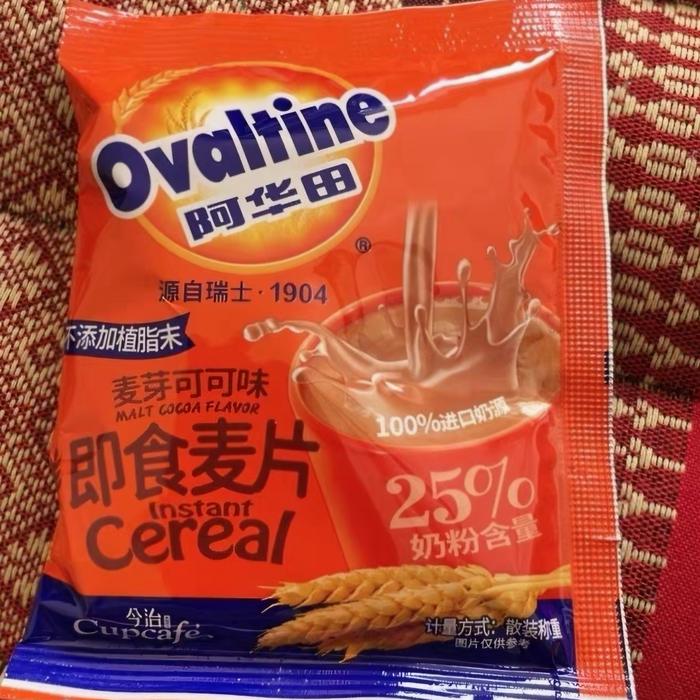 Ovaltine
阿华田
®
源自瑞士·1904
不添加植脂末
麦芽可可味
MALT COCOA FLAVOR
即食麦片
Instant
Cereal
100%进口奶源
25%
奶粉含量
今治
Cupcafé
计量方式：散装称重
图片仅供参考